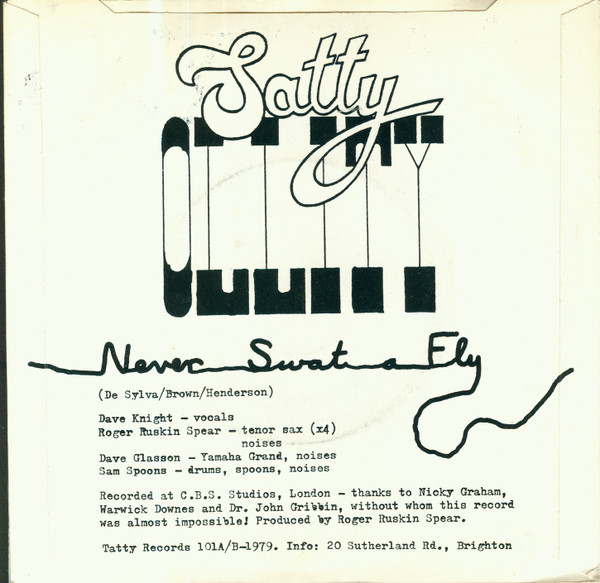 Tatty
OLLITY
Never Swat a Fly
(De Sylva/Brown/Henderson)
Dave Knight - vocals
Roger Ruskin Spear - tenor sax (x4)
noises
Dave Glasson - Yamaha Grand, noises
Sam Spoons - drums, spoons, noises
Recorded at C.B.S. Studios, London - thanks to Nicky Graham,
Warwick Downes and Dr. John Gribbin, without whom this record
was almost impossible! Produced by Roger Ruskin Spear.
Tatty Records 101A/B-1979. Info: 20 Sutherland Rd., Brighton